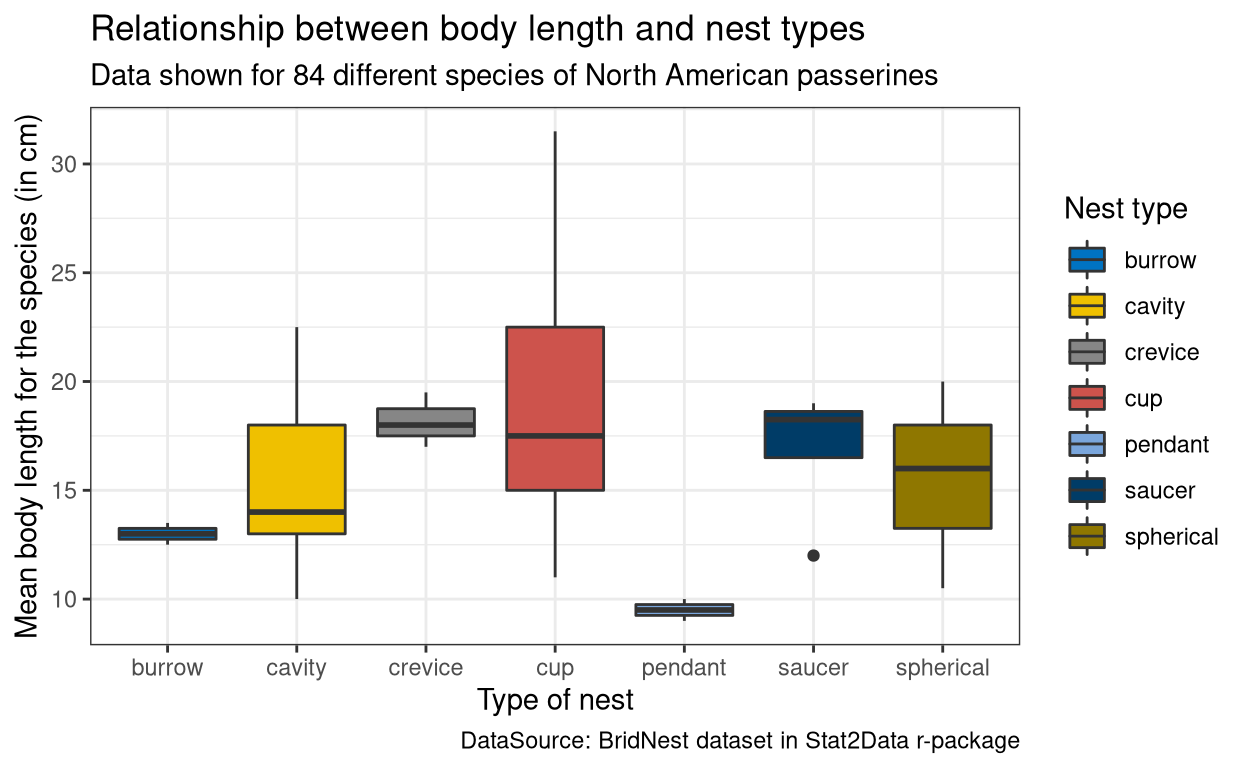 Relationship between body length and nest types
Data shown for 84 different species of North American passerines
Mean body length for the species (in cm)
30
25
20
15
10
burrow cavity crevice cup pendant saucer spherical
Type of nest
DataSource: BridNest dataset in Stat2Data r-package
Nest type
burrow
cavity
crevice
cup
pendant
saucer
spherical